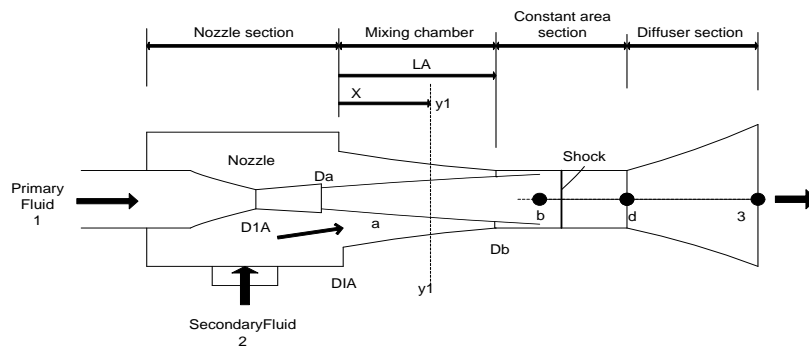 Nozzle section
Mixing chamber
Constant area
section
Diffuser section
LA
X
y1
Nozzle
Da
Shock
Primary
Fluid
1
D1A
a
b
d
3
Db
DIA
y1
SecondaryFluid
2